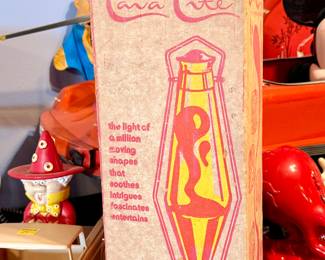 Lava Lite
the light of
a million
moving
shapes
that
soothes
intrigues
fascinates
entertains